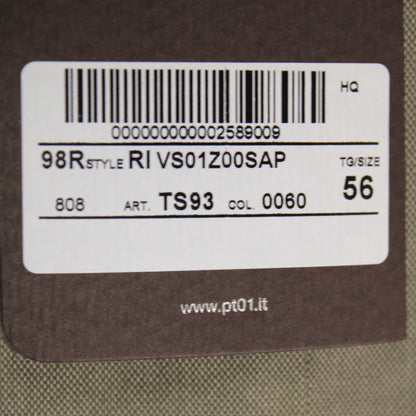 HQ
000000000002589009
98R STYLE RI VS01Z00SAP TG/SIZE
808 ART. TS93 COL. 0060 56
www.pt01.it